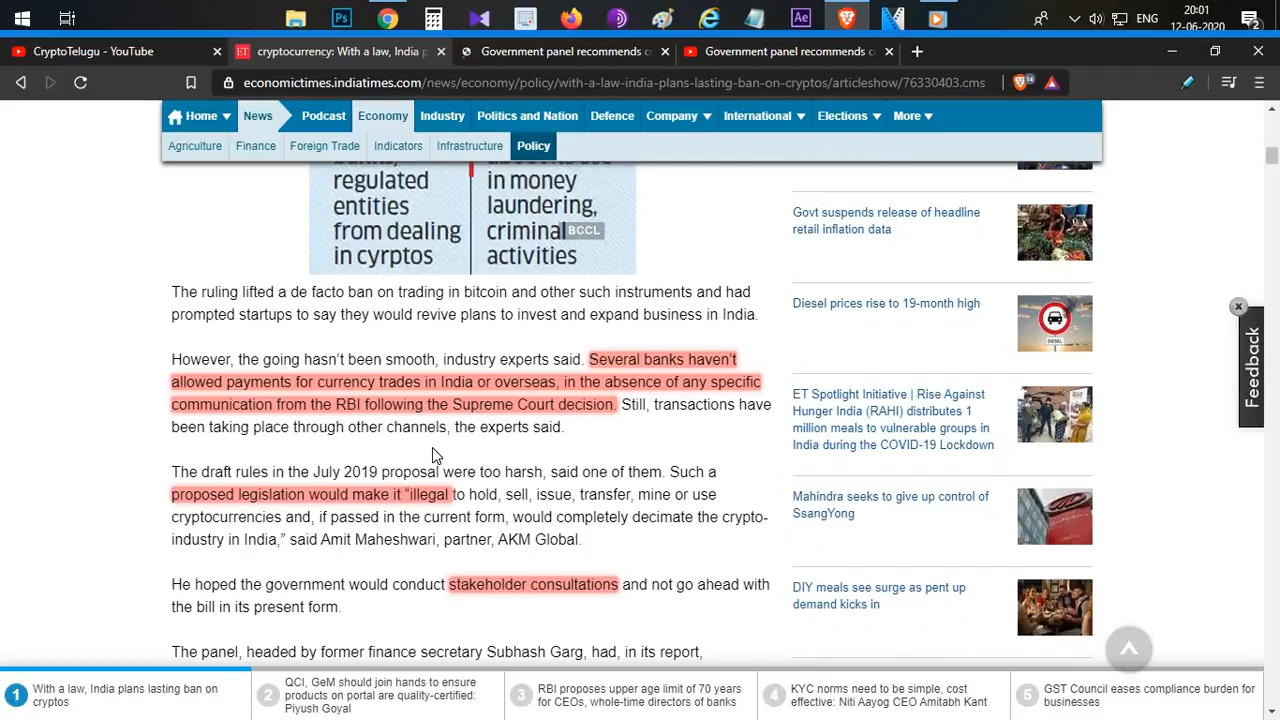 20:01
ENG
12-06-2020
2
Ps
Ae
CryptoTelugu - YouTube
ET
cryptocurrency: With a law, India p
Government panel recommends c
Government panel recommends c
economictimes.indiatimes.com/news/economy/policy/with-a-law-india-plans-lasting-ban-on-cryptos/articleshow/76330403.cms
14
Home News Podcast Economy Industry Politics and Nation Defence Company International Elections More
Agriculture Finance Foreign Trade Indicators Infrastructure Policy
regulated
entities
from dealing
in cyrptos
in money
laundering,
criminal
activities
BCCL
The ruling lifted a de facto ban on trading in bitcoin and other such instruments and had
prompted startups to say they would revive plans to invest and expand business in India.
However, the going hasn't been smooth, industry experts said. Several banks haven't
allowed payments for currency trades in India or overseas, in the absence of any specific
communication from the RBI following the Supreme Court decision. Still, transactions have
been taking place through other channels, the experts said.
The draft rules in the July 2019 proposal were too harsh, said one of them. Such a
proposed legislation would make it “illegal to hold, sell, issue, transfer, mine or use
cryptocurrencies and, if passed in the current form, would completely decimate the crypto-
industry in India,” said Amit Maheshwari, partner, AKM Global.
He hoped the government would conduct stakeholder consultations and not go ahead with
the bill in its present form.
The panel, headed by former finance secretary Subhash Garg, had, in its report,
Govt suspends release of headline
retail inflation data
Diesel prices rise to 19-month high
DIESEL
ET Spotlight Initiative | Rise Against
Hunger India (RAHI) distributes 1
million meals to vulnerable groups in
India during the COVID-19 Lockdown
Mahindra seeks to give up control of
SsangYong
DIY meals see surge as pent up
demand kicks in
Feedback
1
With a law, India plans lasting ban on
cryptos
2
QCI, GeM should join hands to ensure
products on portal are quality-certified:
Piyush Goyal
3
RBI proposes upper age limit of 70 years
for CEOs, whole-time directors of banks
4
KYC norms need to be simple, cost
effective: Niti Aayog CEO Amitabh Kant
5
GST Council eases compliance burden for
businesses